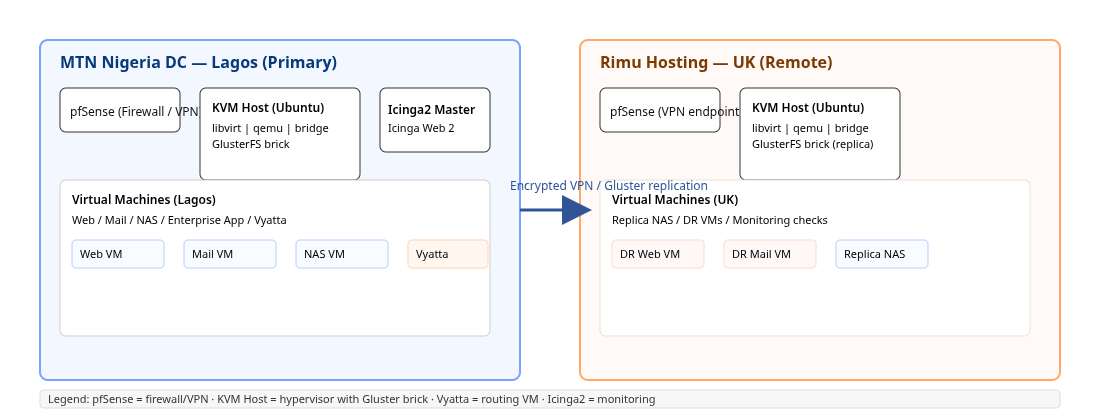 MTN Nigeria DC — Lagos (Primary)
pfSense (Firewall / VPN)
KVM Host (Ubuntu)
libvirt | qemu | bridge
GlusterFS brick
Icinga2 Master
Icinga Web 2
Virtual Machines (Lagos)
Web / Mail / NAS / Enterprise App / Vyatta
Web VM
Mail VM
NAS VM
Vyatta
Encrypted VPN / Gluster replication
Rimu Hosting — UK (Remote)
pfSense (VPN endpoint
KVM Host (Ubuntu)
libvirt | qemu | bridge
GlusterFS brick (replica)
Virtual Machines (UK)
Replica NAS / DR VMs / Monitoring checks
DR Web VM
DR Mail VM
Replica NAS
Legend: pfSense = firewall/VPN · KVM Host = hypervisor with Gluster brick · Vyatta = routing VM · Icinga2 = monitoring